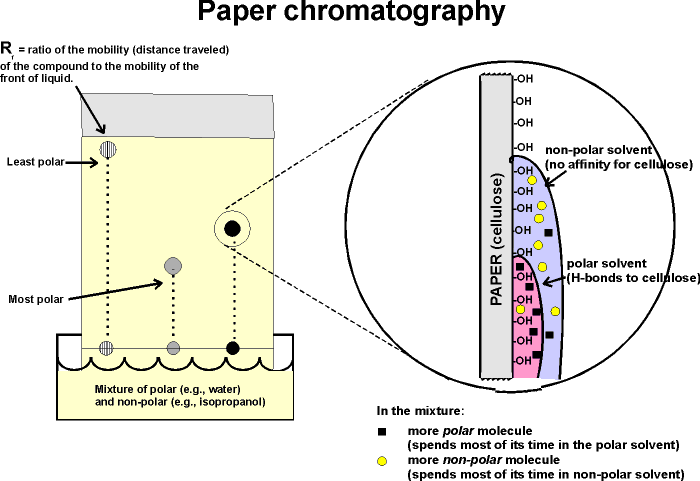 Paper chromatography
Rf = ratio of the mobility (distance traveled)
of the compound to the mobility of the
front of liquid.
Least polar
Most polar
Mixture of polar (e.g., water)
and non-polar (e.g., isopropanol)
PAPER (cellulose)
-OH
-OH
-OH
-OH
OH
OH
-OH
-OH
-OH
OH
-OH
-OH
-OH
non-polar solvent
(no affinity for cellulose)
polar solvent
(H-bonds to cellulose)
In the mixture:
more polar molecule
(spends most of its time in the polar solvent)
more non-polar molecule
(spends most of its time in non-polar solvent)